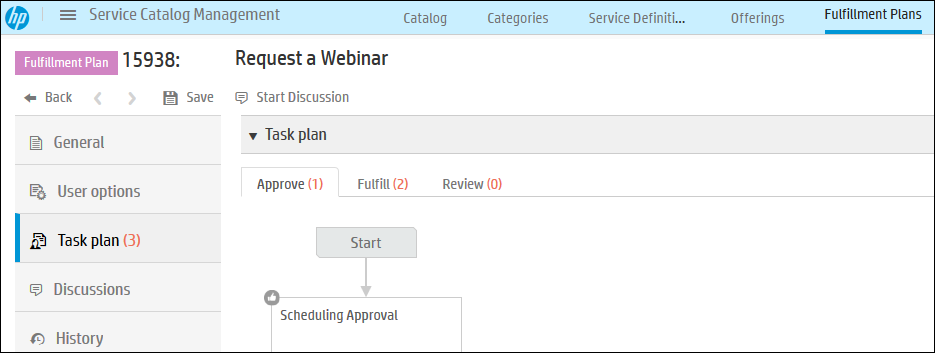 hp Service Catalog Management Catalog Categories Service Definiti... Offerings Fulfillment Plans
Fulfillment Plan 15938: Request a Webinar
Back Save Start Discussion
General
User options
Task plan (3)
Discussions
History
Task plan
Approve (1) Fulfill (2) Review (0)
Start
Scheduling Approval